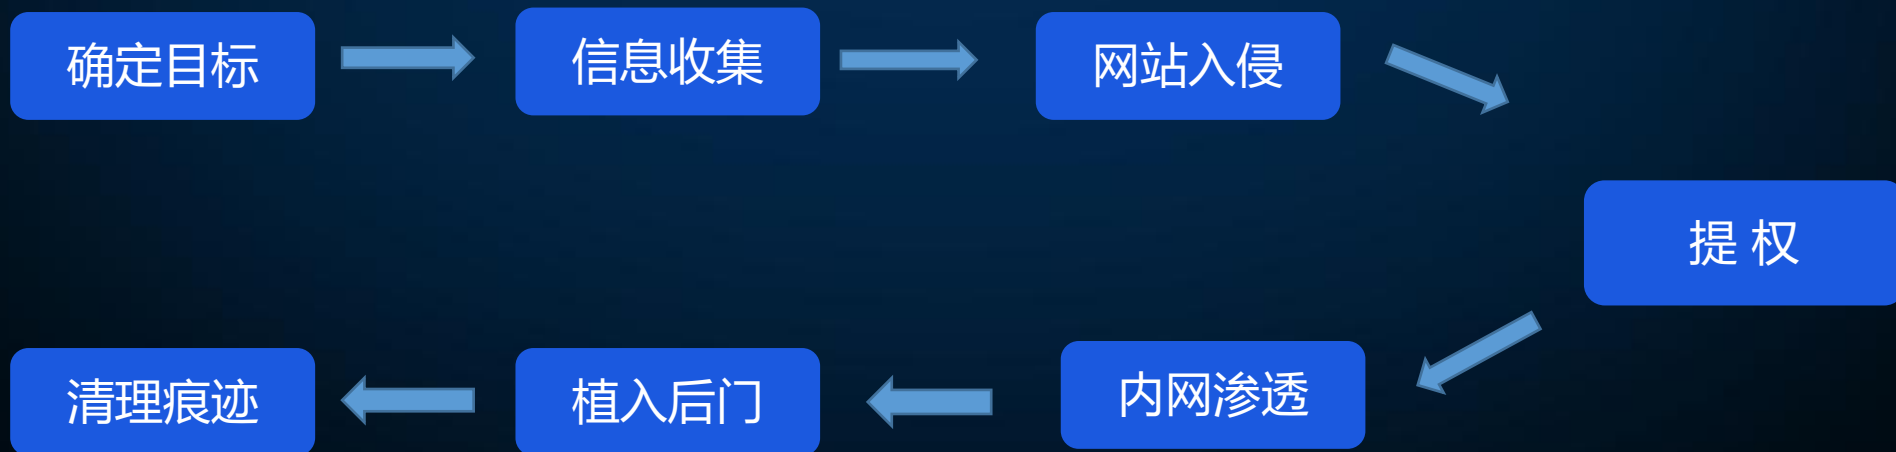 确定目标
信息收集
网站入侵
提 权
内网渗透
植入后门
清理痕迹